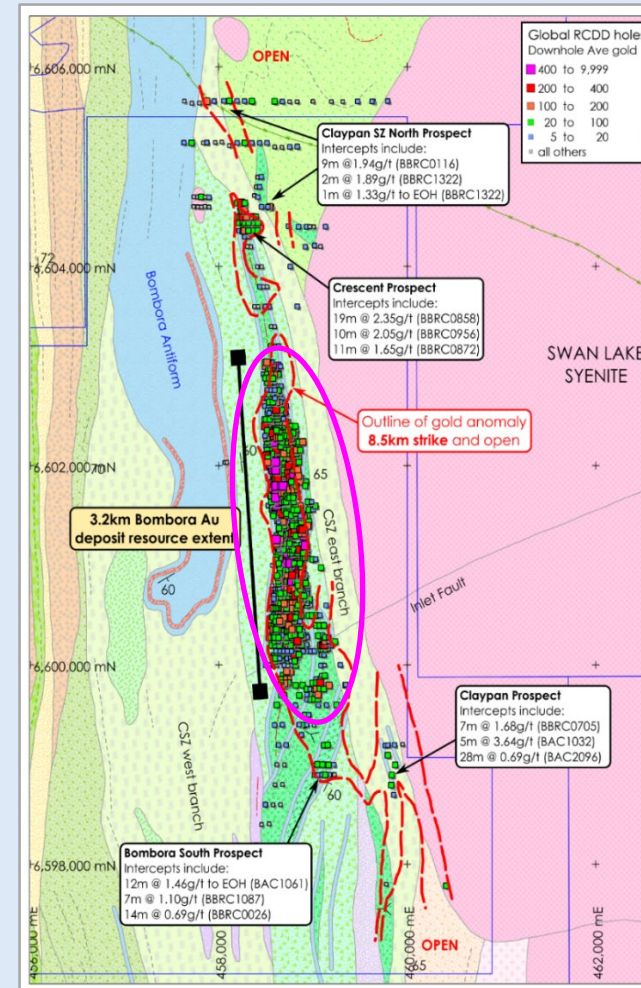 Global RCDD hole
Downhole Ave gold
400 to 9,999
200 to 400
100 to 200
20 to 100
5 to 20
all others
6,606,000 mN
OPEN
Claypan SZ North Prospect
Intercepts include:
9m @1.94g/t (BBRC0116)
2m @ 1.89g/t (BBRC1322)
1m @ 1.33g/t to EOH (BBRC1322)
72
6,604,000 mN
Bombora Antiform
Crescent Prospect
Intercepts include:
19m @ 2.35g/t (BBRC0858)
10m @ 2.05g/t (BBRC0956)
11m @ 1.65g/t (BBRC0872)
SWAN LAKE
SYENITE
Outline of gold anomaly
8.5km strike and open
6,602,000 mN
70
60
65
3.2km Bombora Au
deposit resource extent
CSZ east branch
60
Inlet Fault
6,600,000 mN
Claypan Prospect
Intercepts include:
7m @ 1.68g/t (BBRC0705)
5m @ 3.64g/t (BAC1032)
28m @ 0.69g/t (BAC2096)
CSZ west branch
60
Bombora South Prospect
Intercepts include:
12m @ 1.46g/t to EOH (BAC1061)
7m @ 1.10g/t (BBRC1087)
14m @ 0.69g/t (BBRC0026)
6,598,000 mN
OPEN
65
456,000 mE
458,000
460,000
462,000